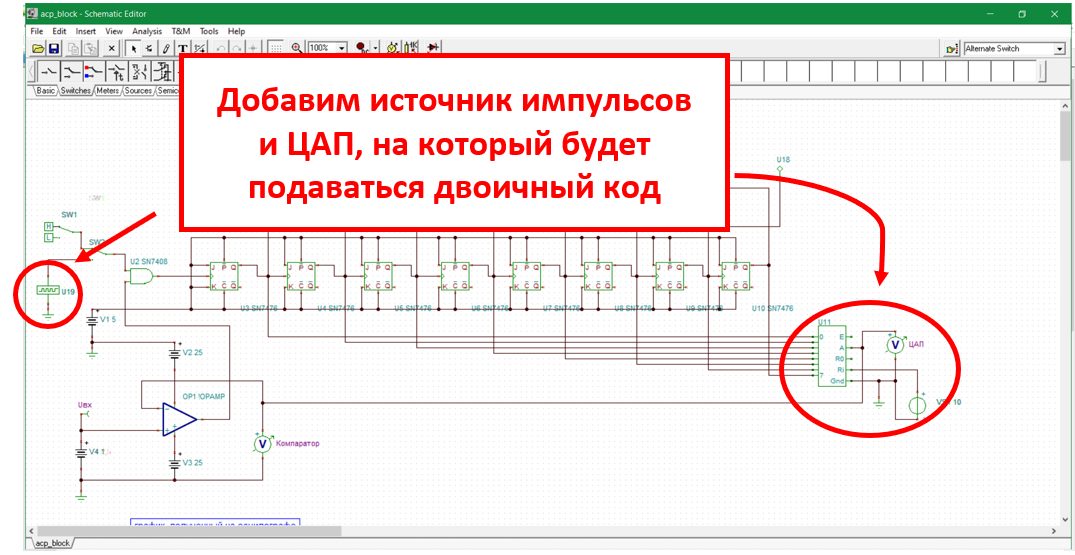 acp_block - Schematic Editor
File Edit Insert View Analysis T&M Tools Help
100%
Alternate Switch
Basic Switches Meters Sources
Добавим источник импульсов
и ЦАП, на который будет
подаваться двоичный код
U18
SW1
H
L
U2 SN7408
J P Q J P Q J P Q J P Q J P Q J P Q J P Q J P Q
K C Q K C Q K C Q K C Q K C Q K C Q K C Q K C Q
U19
U3 SN7476 U4 SN7476 U5 SN7476 U6 SN7476 U7 SN7476 U8 SN7476 U9 SN7476 U10 SN7476
V1 5
U11
0 E
A
R0
Ri
7 Gnd
V ЦАП
V2 25
10
Uвх
OP1 !OPAMP
V Компаратор
V4
V3 25
acp_block